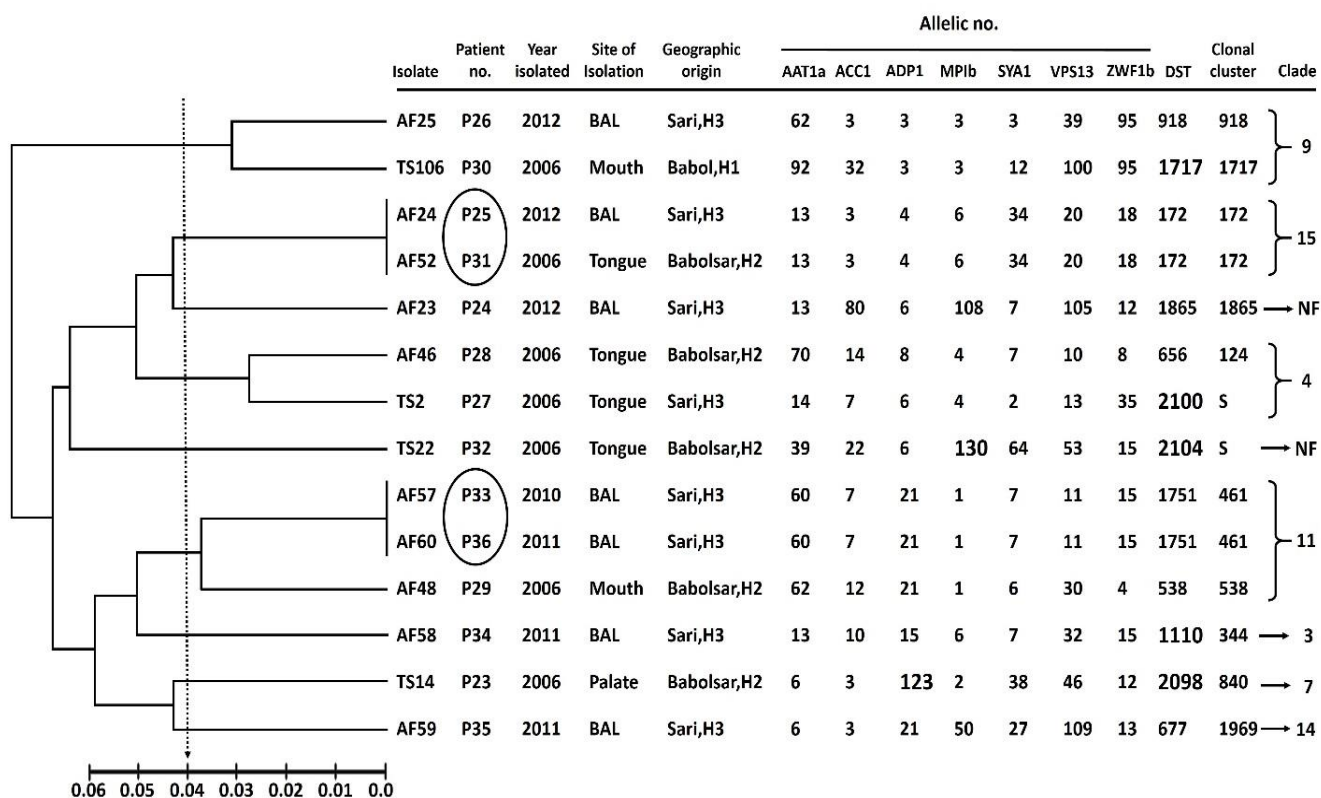 Allelic no.
Isolate Patient no. Year isolated Site of Isolation Geographic origin AAT1a ACC1 ADP1 MPIb SYA1 VPS13 ZWF1b DST Clonal cluster Clade
AF25 P26 2012 BAL Sari,H3 62 3 3 3 3 39 95 918 918
9
TS106 P30 2006 Mouth Babol,H1 92 32 3 3 12 100 95 1717 1717
AF24 P25 2012 BAL Sari,H3 13 3 4 6 34 20 18 172 172
15
AF52 P31 2006 Tongue Babolsar,H2 13 3 4 6 34 20 18 172 172
AF23 P24 2012 BAL Sari,H3 13 80 6 108 7 105 12 1865 1865 NF
AF46 P28 2006 Tongue Babolsar,H2 70 14 8 4 7 10 8 656 124
4
TS2 P27 2006 Tongue Sari,H3 14 7 6 4 2 13 35 2100 S
TS22 P32 2006 Tongue Babolsar,H2 39 22 6 130 64 53 15 2104 S NF
AF57 P33 2010 BAL Sari,H3 60 7 21 1 7 11 15 1751 461
AF60 P36 2011 BAL Sari,H3 60 7 21 1 7 11 15 1751 461 11
AF48 P29 2006 Mouth Babolsar,H2 62 12 21 1 6 30 4 538 538
AF58 P34 2011 BAL Sari,H3 13 10 15 6 7 32 15 1110 344 3
TS14 P23 2006 Palate Babolsar,H2 6 3 123 2 38 46 12 2098 840 7
AF59 P35 2011 BAL Sari,H3 6 3 21 50 27 109 13 677 1969 14
0.06 0.05 0.04 0.03 0.02 0.01 0.0